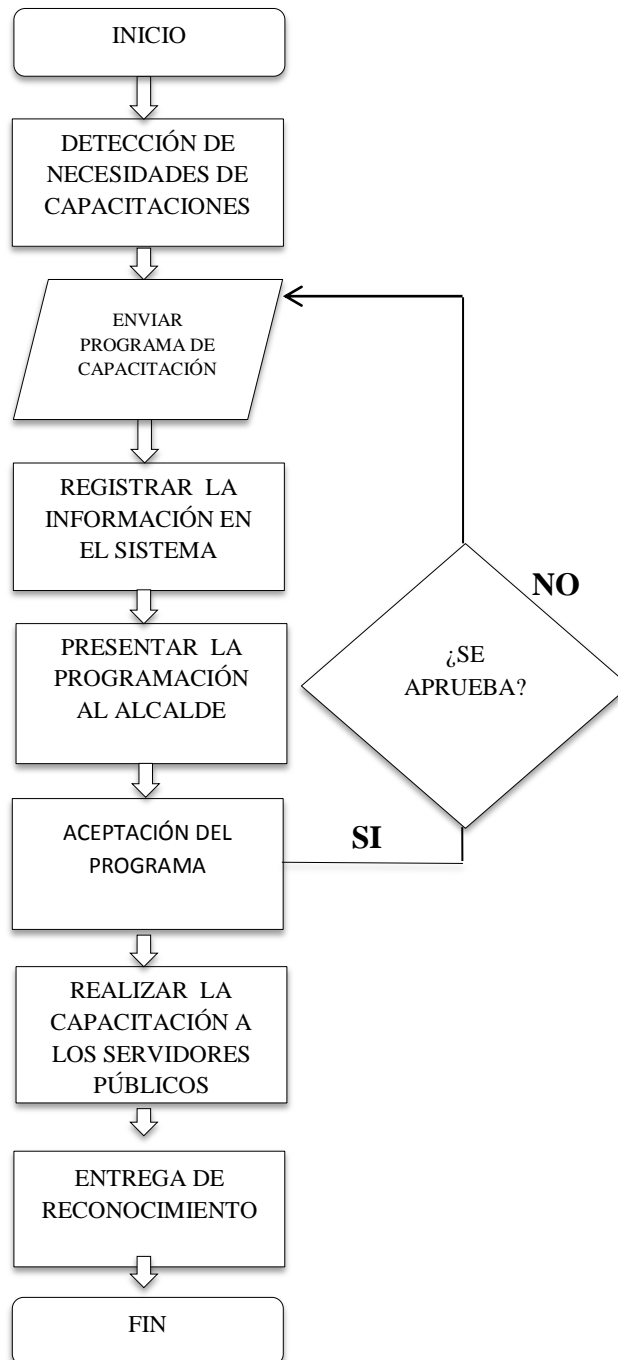 INICIO
DETECCIÓN DE
NECESIDADES DE
CAPACITACIONES
ENVIAR
PROGRAMA DE
CAPACITACIÓN
REGISTRAR LA
INFORMACIÓN EN
EL SISTEMA
PRESENTAR LA
PROGRAMACIÓN
AL ALCALDE
NO
¿SE
APRUEBA?
ACEPTACIÓN DEL
PROGRAMA
SI
REALIZAR LA
CAPACITACIÓN A
LOS SERVIDORES
PÚBLICOS
ENTREGA DE
RECONOCIMIENTO
FIN